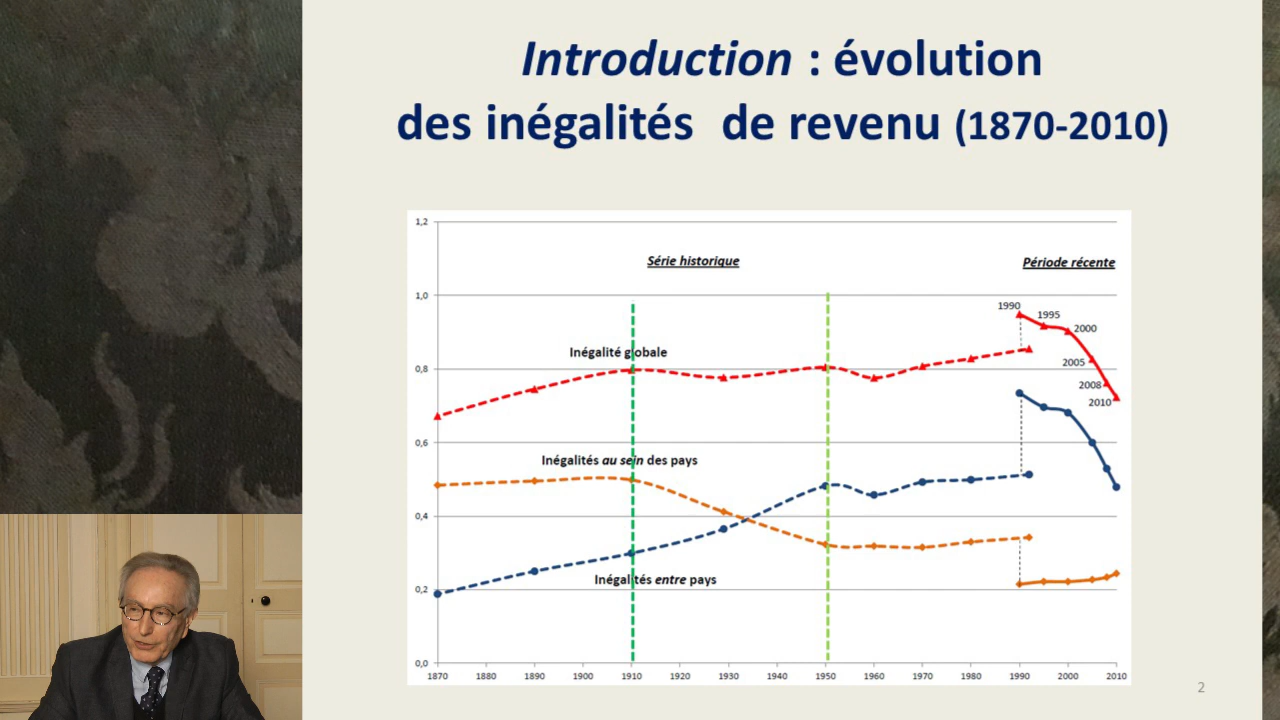 Introduction : évolution
des inégalités de revenu (1870-2010)
1,2
Série historique
Période récente
1,0
1990
1995
2000
Inégalité globale
0,8
2005
2008
2010
0,6
Inégalités au sein des pays
0,4
Inégalités entre pays
0,2
0,0
1870 1880 1890 1900 1910 1920 1930 1940 1950 1960 1970 1980 1990 2000 2010
2